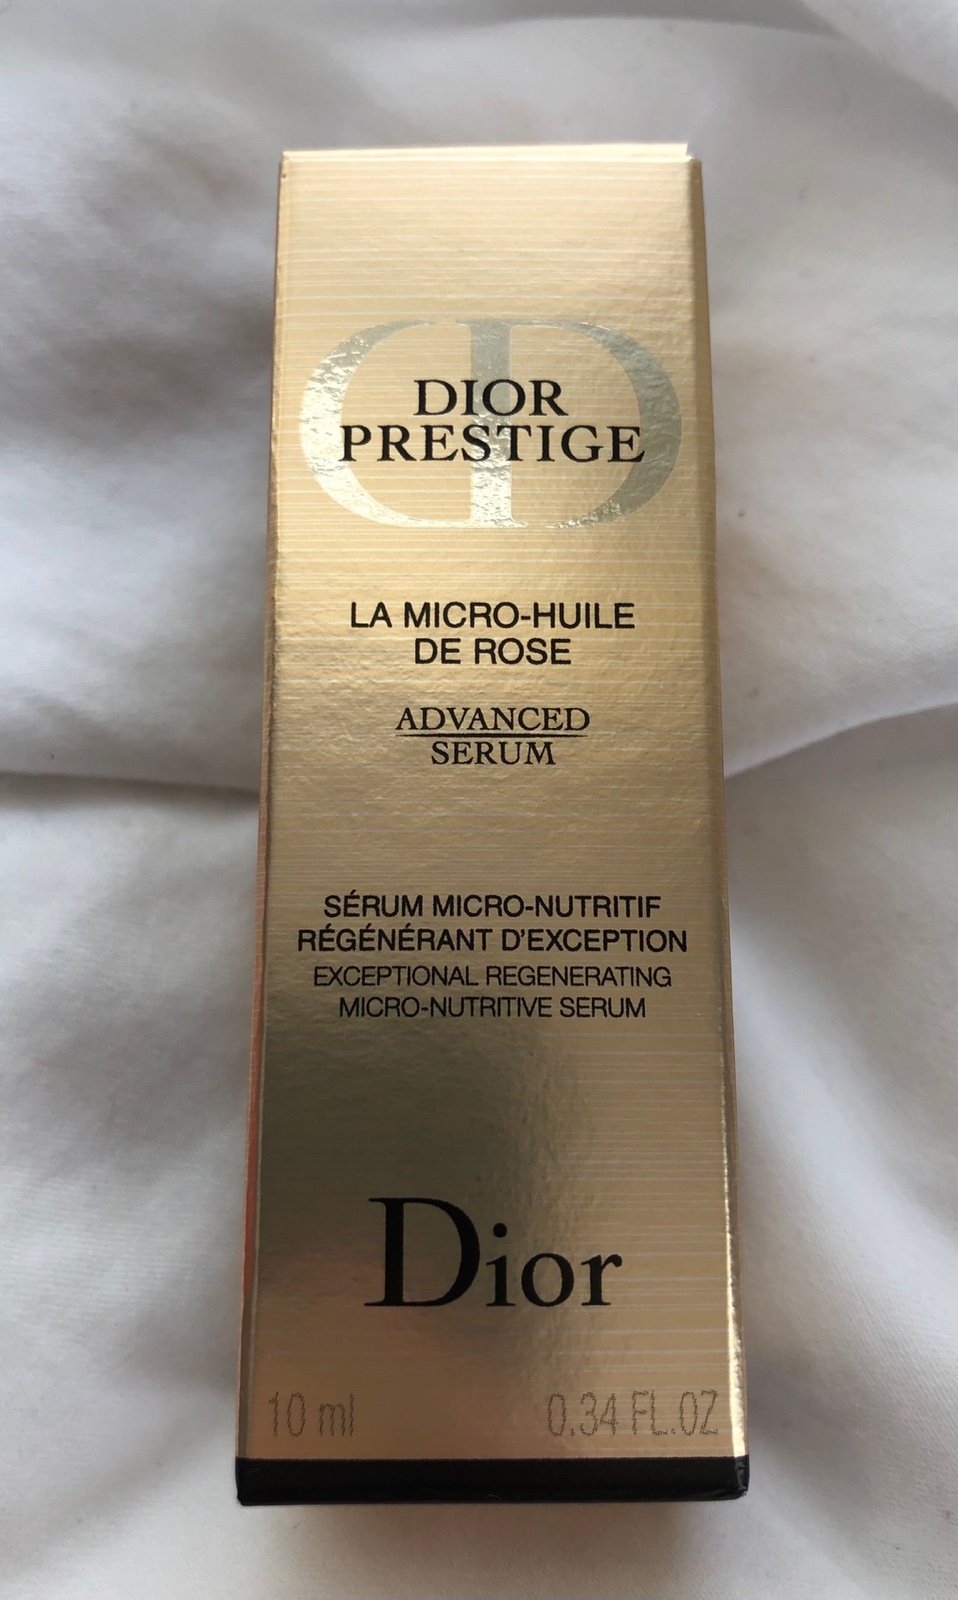 DIOR
PRESTIGE
LA MICRO-HUILE
DE ROSE
ADVANCED
SERUM
SÉRUM MICRO-NUTRITIF
RÉGÉNÉRANT D'EXCEPTION
EXCEPTIONAL REGENERATING
MICRO-NUTRITIVE SERUM
Dior
10 ml 0.34 FL.OZ